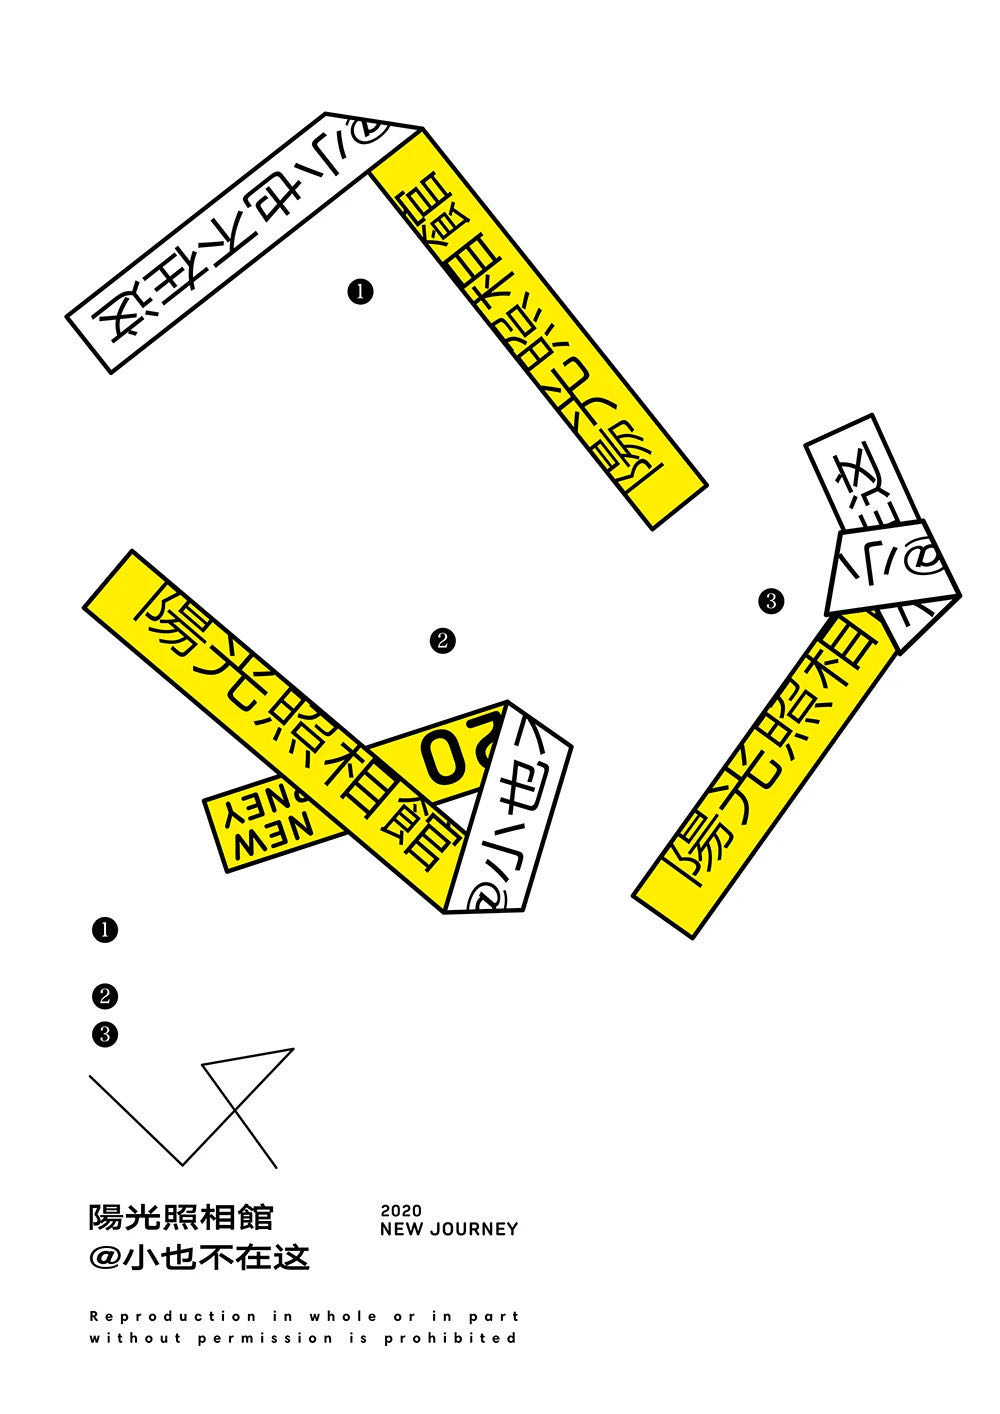 @小也不在这
陽光照相館
❶
这
在
@小
❸
陽光照相
❷
陽光照相館
20
@小也不
NEW
JOURNEY
❶
❷
❸
陽光照相館
@小也不在这
2020
NEW JOURNEY
Reproduction in whole or in part
without permission is prohibited